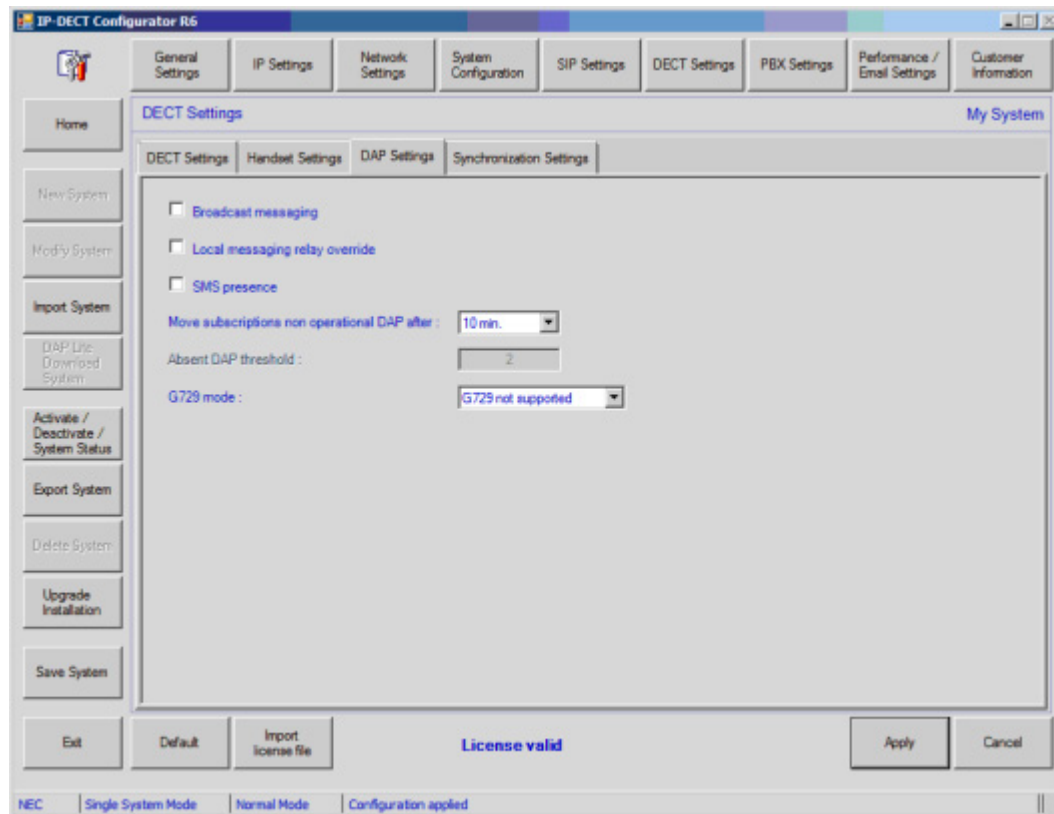 IP-DECT Configurator R6
General
Settings
IP Settings
Network
Settings
System
Configuration
SIP Settings
DECT Settings
PBX Settings
Performance /
Email Settings
Customer
Information
Home
New System
Modify System
Import System
DAP Lite
Download
System
Activate /
Deactivate /
System Status
Export System
Delete System
Upgrade
Installation
Save System
Exit
DECT Settings
My System
DECT Settings
Handset Settings
DAP Settings
Synchronization Settings
Broadcast messaging
Local messaging relay override
SMS presence
Move subscriptions non operational DAP after :
10 min.
Absent DAP threshold :
2
G729 mode :
G729 not supported
Default
Import
license file
License valid
Apply
Cancel
NEC
Single System Mode
Normal Mode
Configuration applied